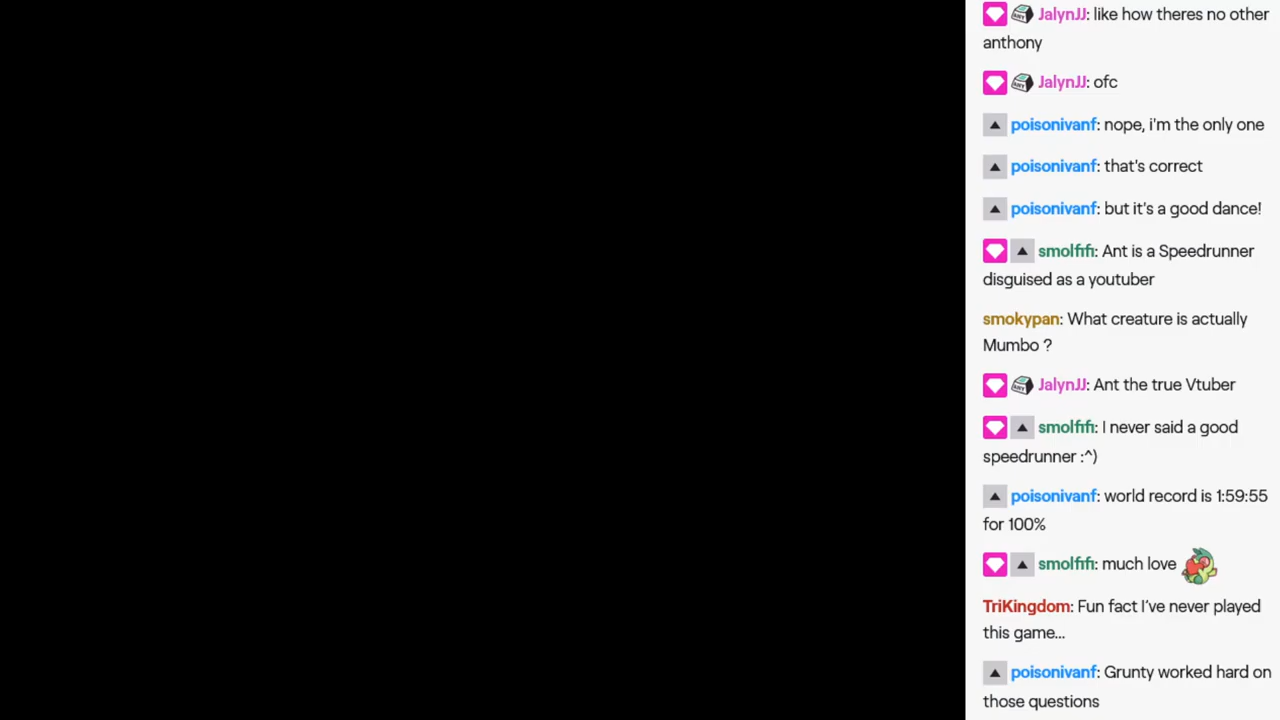 JalynJJ: like how theres no other
anthony
JalynJJ: ofc
poisonivanf: nope, i'm the only one
poisonivanf: that's correct
poisonivanf: but it's a good dance!
smolfifi: Ant is a Speedrunner
disguised as a youtuber
smokypan: What creature is actually
Mumbo ?
JalynJJ: Ant the true Vtuber
smolfifi: I never said a good
speedrunner :^)
poisonivanf: world record is 1:59:55
for 100%
smolfifi: much love
TriKingdom: Fun fact I’ve never played
this game...
poisonivanf: Grunty worked hard on
those questions